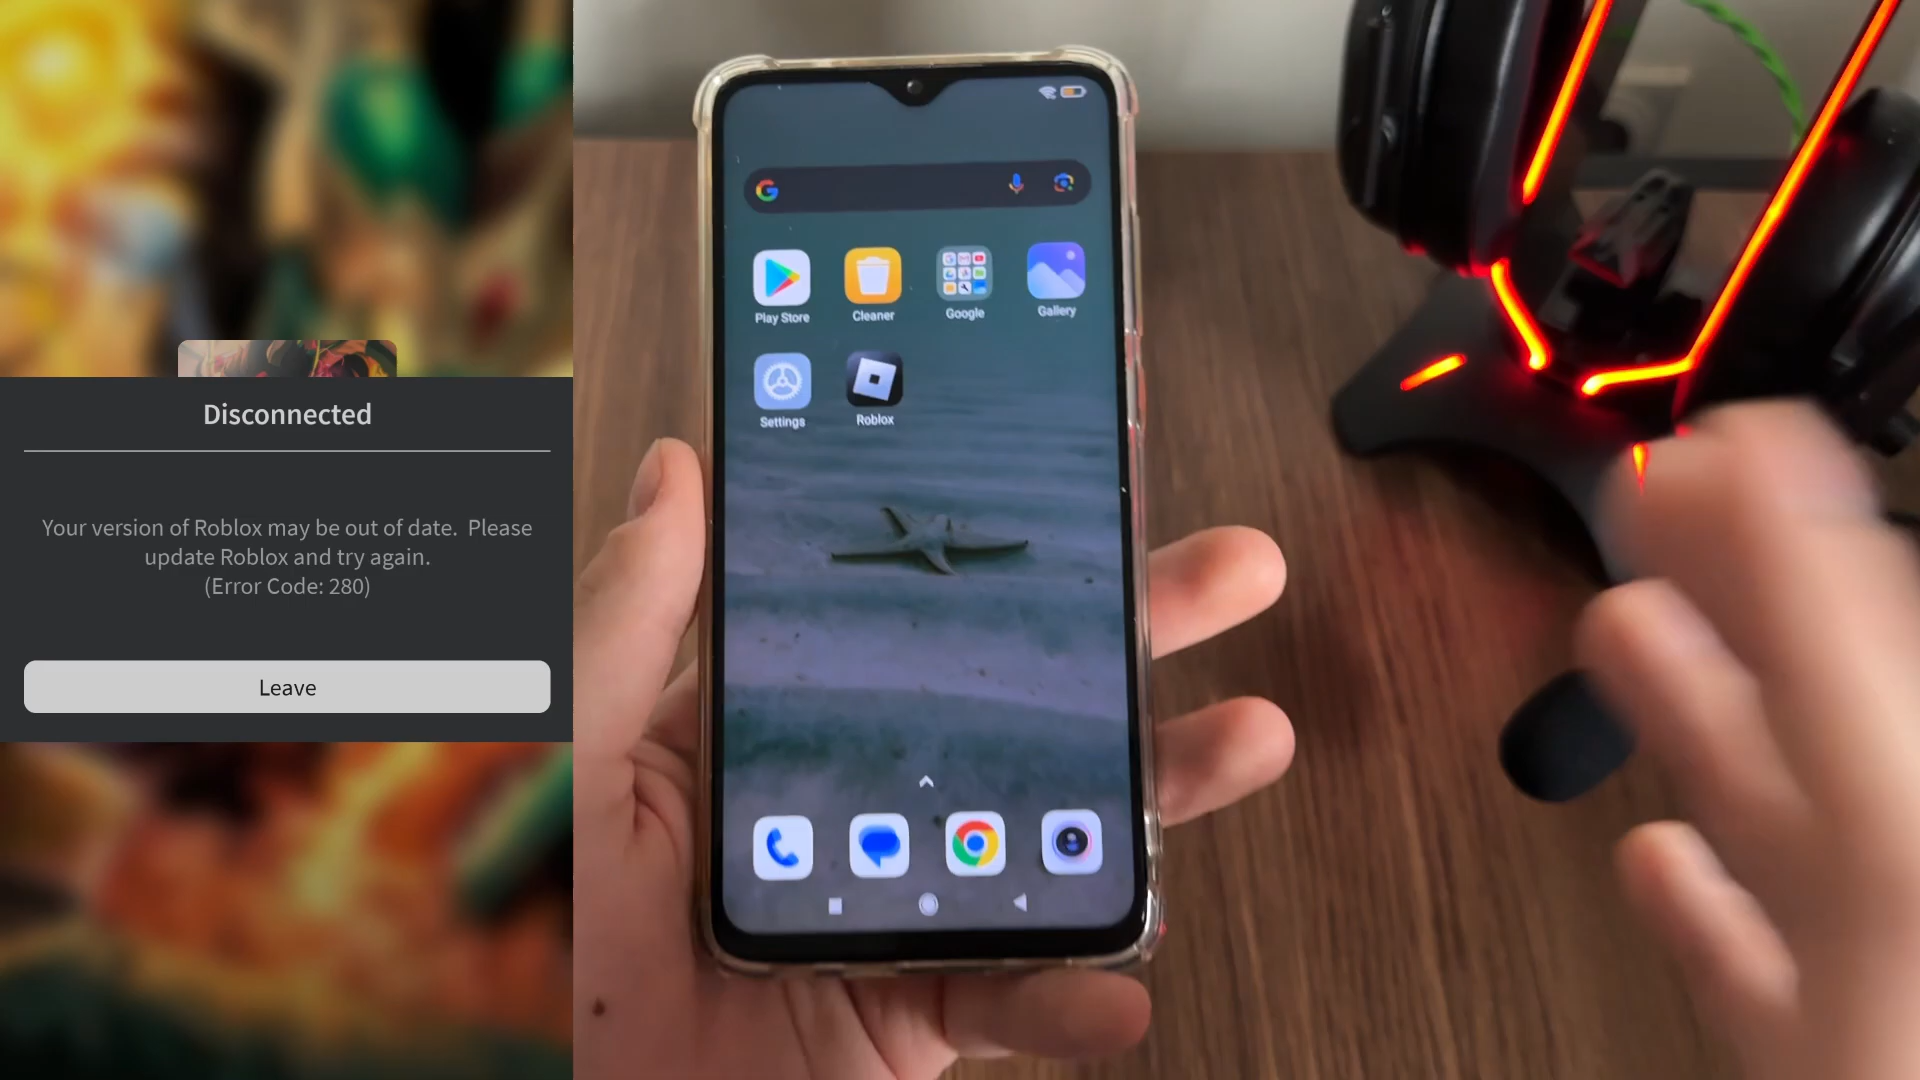 Disconnected
Your version of Roblox may be out of date.  Please
update Roblox and try again.
(Error Code: 280)
Leave
Play Store
Cleaner
Google
Gallery
Settings
Roblox